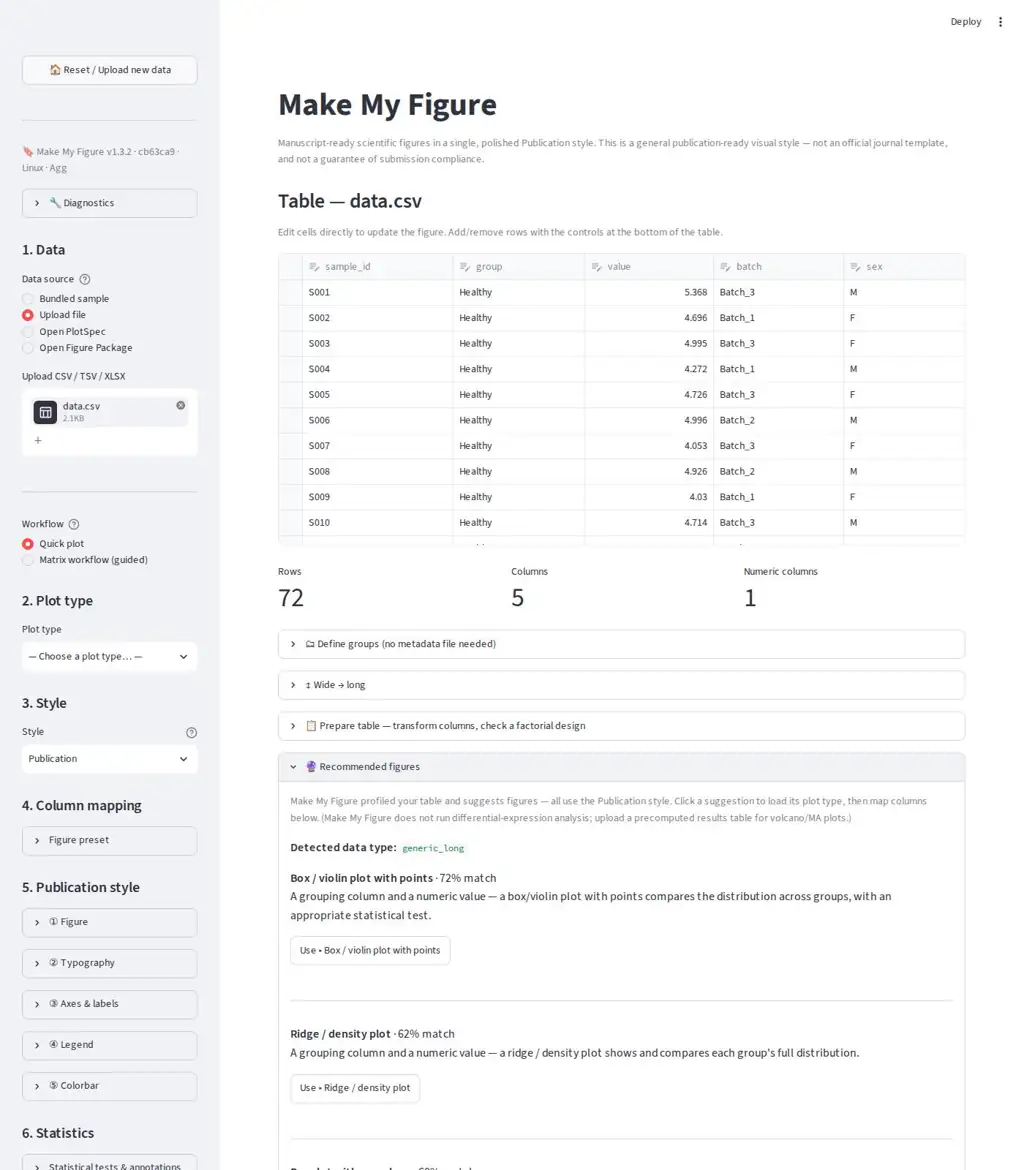 Deploy
🏠 Reset / Upload new data
🔖 Make My Figure v1.3.2 · cb63ca9 ·
Linux · Agg
🔧 Diagnostics
1. Data
Data source
Bundled sample
Upload file
Open PlotSpec
Open Figure Package
Upload CSV / TSV / XLSX
data.csv
2.1KB
+
Workflow
Quick plot
Matrix workflow (guided)
2. Plot type
Plot type
— Choose a plot type… —
3. Style
Style
Publication
4. Column mapping
Figure preset
5. Publication style
① Figure
② Typography
③ Axes & labels
④ Legend
⑤ Colorbar
6. Statistics
Statistical tests & annotations
Make My Figure
Manuscript-ready scientific figures in a single, polished Publication style. This is a general publication-ready visual style — not an official journal template,
and not a guarantee of submission compliance.
Table — data.csv
Edit cells directly to update the figure. Add/remove rows with the controls at the bottom of the table.
sample_id group value batch sex
S001 Healthy 5.368 Batch_3 M
S002 Healthy 4.696 Batch_1 F
S003 Healthy 4.995 Batch_3 F
S004 Healthy 4.272 Batch_1 M
S005 Healthy 4.726 Batch_3 F
S006 Healthy 4.996 Batch_2 M
S007 Healthy 4.053 Batch_3 F
S008 Healthy 4.926 Batch_2 M
S009 Healthy 4.03 Batch_1 F
S010 Healthy 4.714 Batch_3 M
Rows Columns Numeric columns
72 5 1
🗂 Define groups (no metadata file needed)
↕ Wide → long
📋 Prepare table — transform columns, check a factorial design
🔮 Recommended figures
Make My Figure profiled your table and suggests figures — all use the Publication style. Click a suggestion to load its plot type, then map columns
below. (Make My Figure does not run differential-expression analysis; upload a precomputed results table for volcano/MA plots.)
Detected data type: generic_long
Box / violin plot with points · 72% match
A grouping column and a numeric value — a box/violin plot with points compares the distribution across groups, with an
appropriate statistical test.
Use • Box / violin plot with points
Ridge / density plot · 62% match
A grouping column and a numeric value — a ridge / density plot shows and compares each group's full distribution.
Use • Ridge / density plot